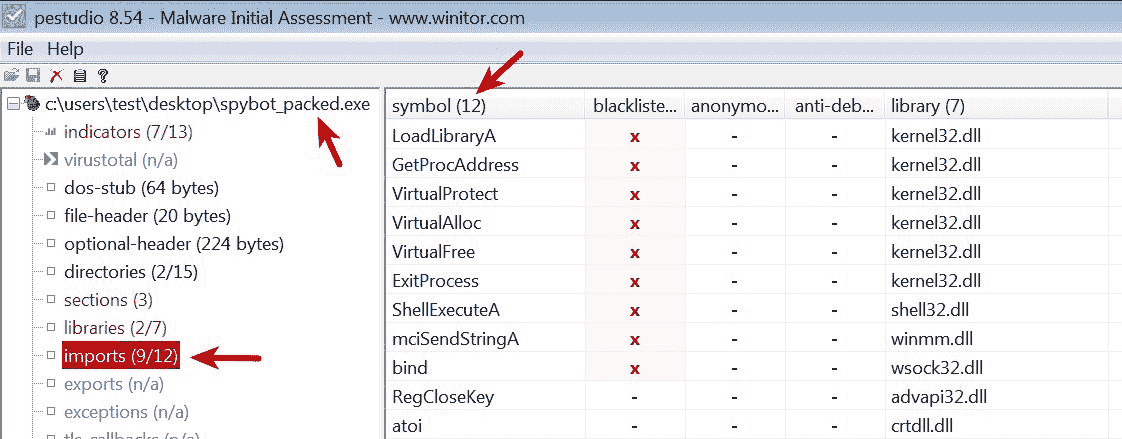 pestudio 8.54 - Malware Initial Assessment - www.winitor.com
File Help
c:\users\test\desktop\spybot_packed.exe
indicators (7/13)
virustotal (n/a)
dos-stub (64 bytes)
file-header (20 bytes)
optional-header (224 bytes)
directories (2/15)
sections (3)
libraries (2/7)
imports (9/12)
exports (n/a)
exceptions (n/a)
tls-callbacks (n/a)
symbol (12) blackliste... anonymo... anti-deb... library (7)
LoadLibraryA x - - kernel32.dll
GetProcAddress x - - kernel32.dll
VirtualProtect x - - kernel32.dll
VirtualAlloc x - - kernel32.dll
VirtualFree x - - kernel32.dll
ExitProcess x - - kernel32.dll
ShellExecuteA x - - shell32.dll
mciSendStringA x - - winmm.dll
bind x - - wsock32.dll
RegCloseKey - - - advapi32.dll
atoi - - - crtdll.dll